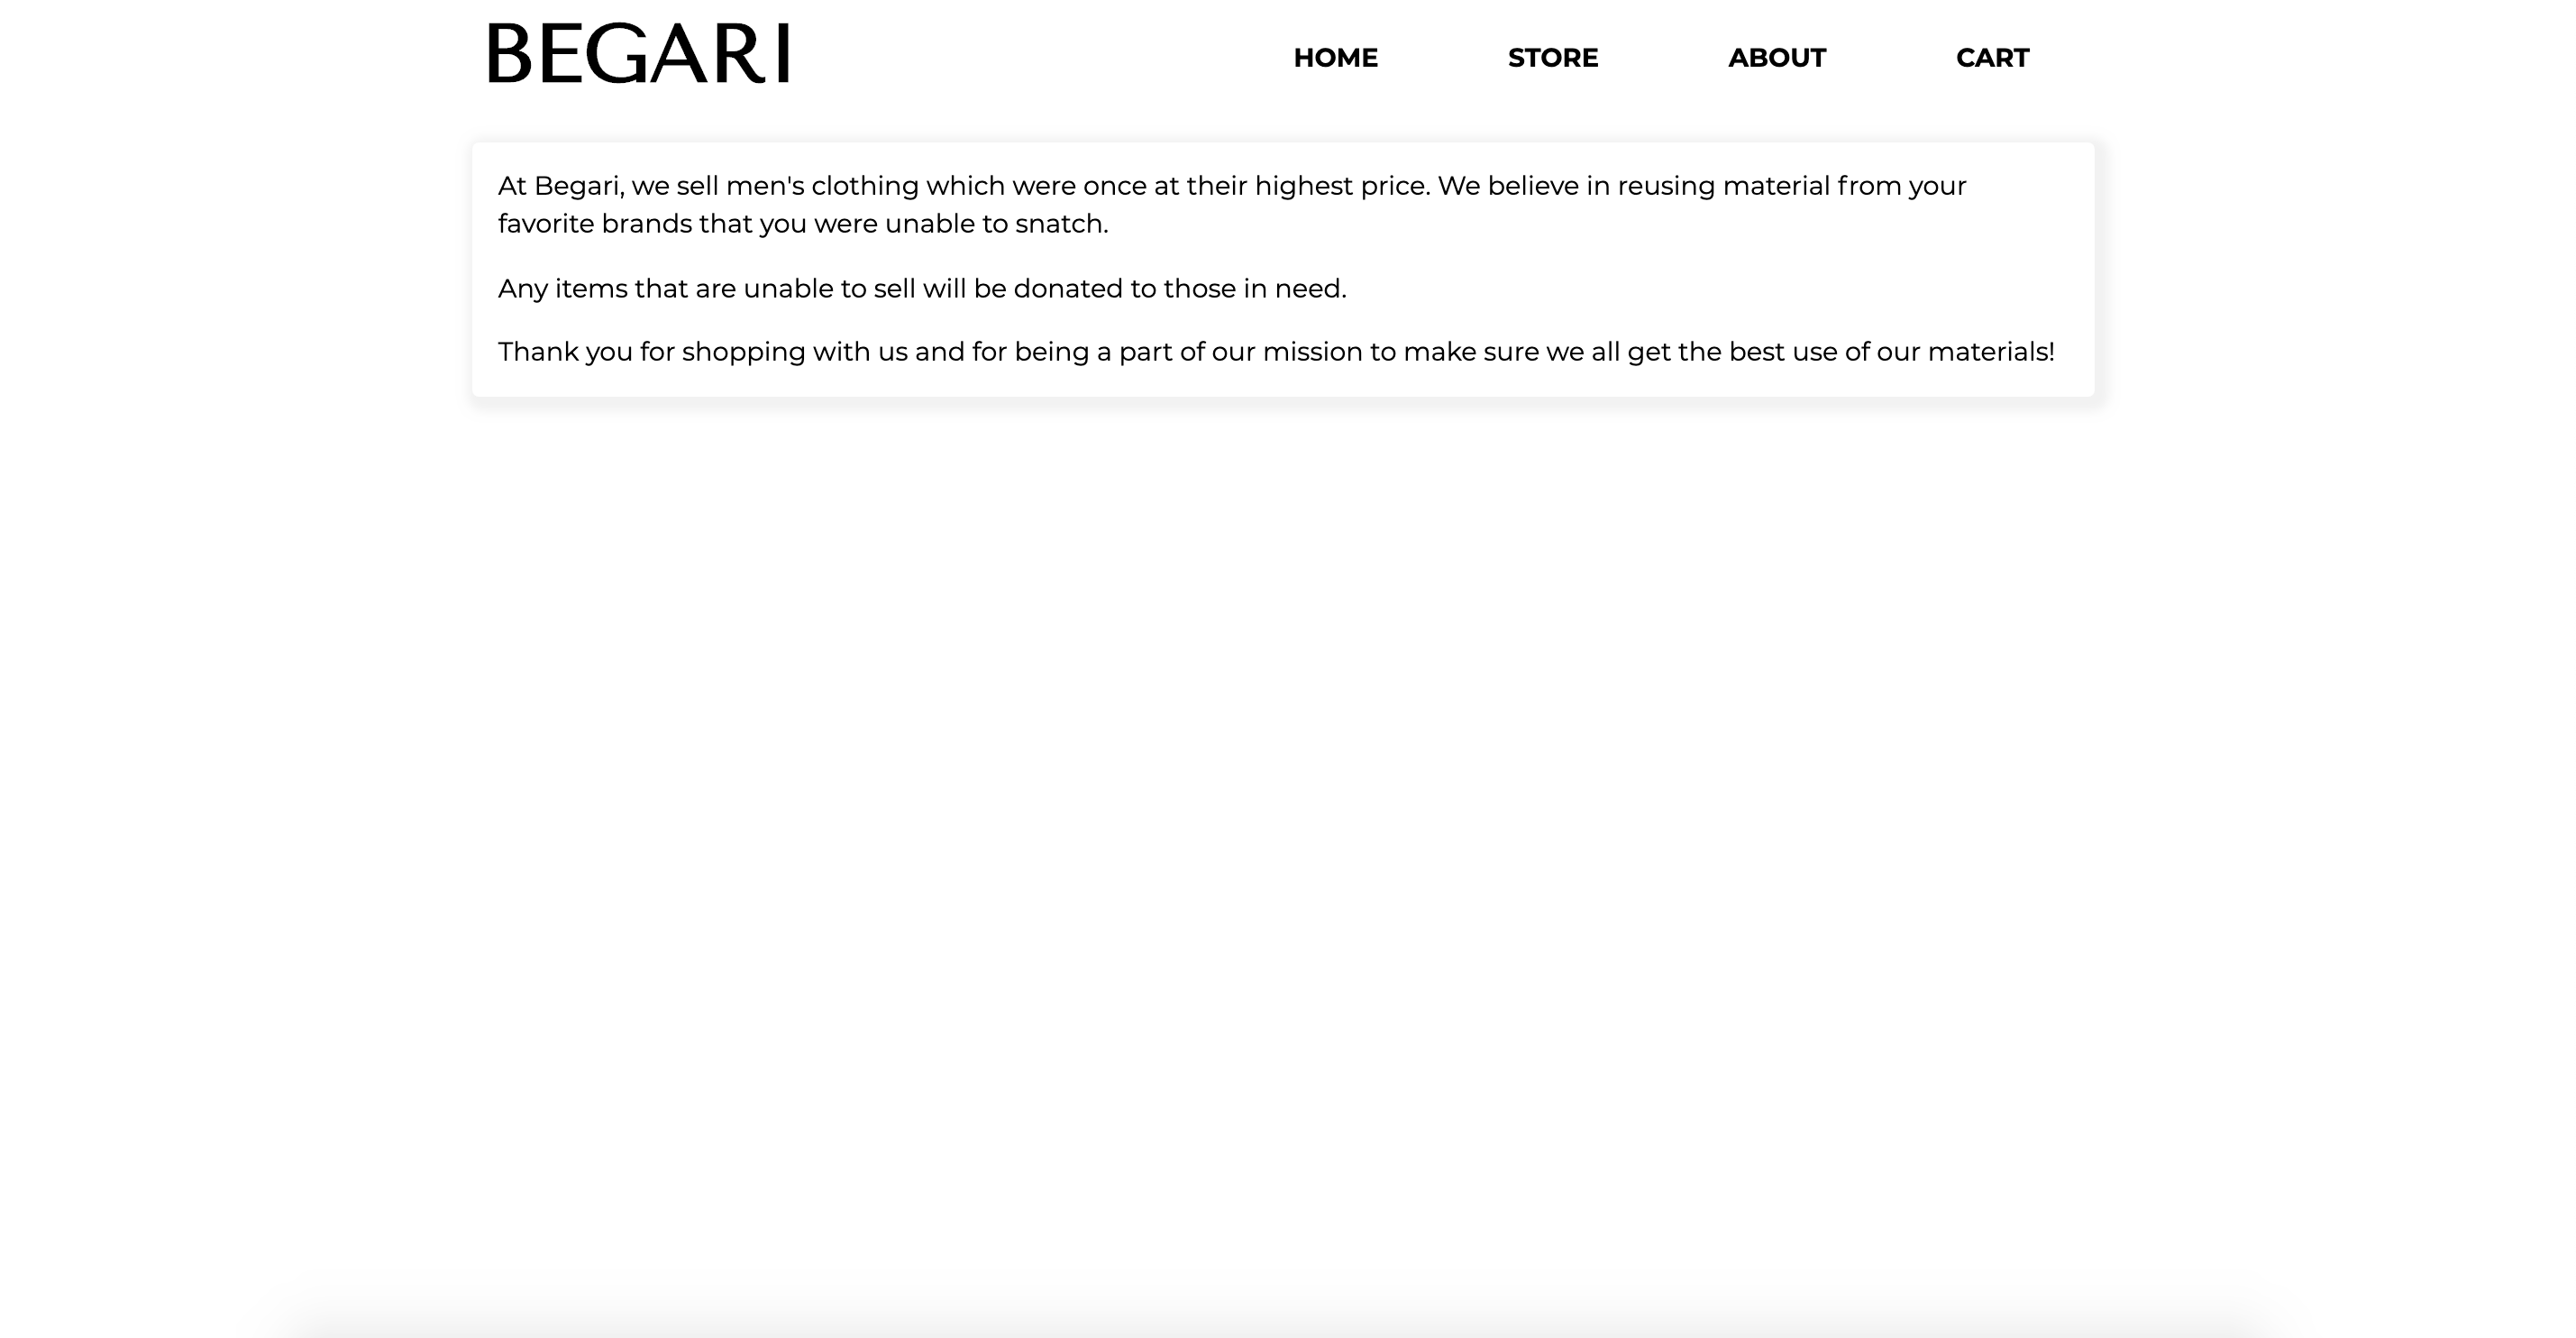 BEGARI
HOME STORE ABOUT CART
At Begari, we sell men's clothing which were once at their highest price. We believe in reusing material from your
favorite brands that you were unable to snatch.
Any items that are unable to sell will be donated to those in need.
Thank you for shopping with us and for being a part of our mission to make sure we all get the best use of our materials!